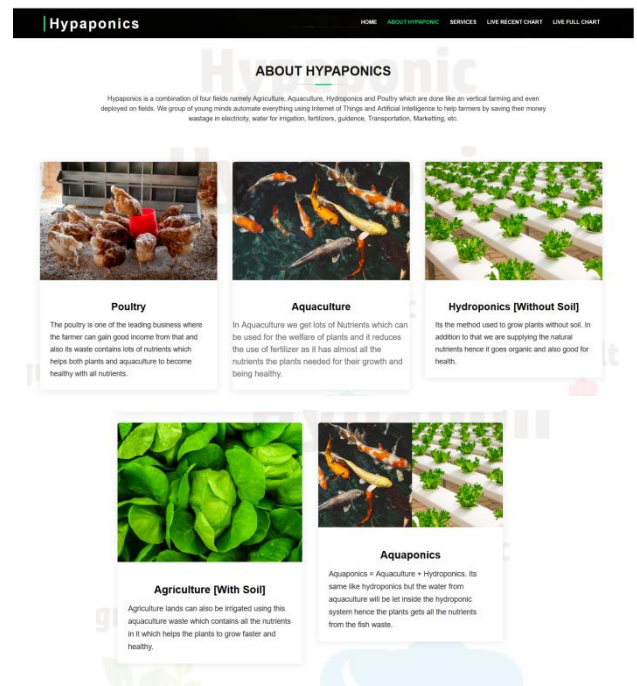 Hypaponics
HOME ABOUT HYPAPONIC SERVICES LIVE RECENT CHART LIVE FULL CHART
ABOUT HYPAPONICS
Hypaponics is a combination of four fields namely Agriculture, Aquaculture, Hydroponics and Poultry which are done like an vertical farming and even
deployed on fields. We group of young minds automate everything using Internet of Things and Artificial Intelligence to help farmers by saving their money
wastage in electricity, water for irrigation, fertilizers, guidence, Transportation, Marketting, etc.
Poultry
The poultry is one of the leading business where
the farmer can gain good income from that and
also its waste contains lots of nutrients which
helps both plants and aquaculture to become
healthy with all nutrients.
Aquaculture
In Aquaculture we get lots of Nutrients which can
be used for the welfare of plants and it reduces
the use of fertilizer as it has almost all the
nutrients the plants needed for their growth and
being healthy.
Hydroponics [Without Soil]
Its the method used to grow plants without soil. In
addition to that we are supplying the natural
nutrients hence it goes organic and also good for
health.
Agriculture [With Soil]
Agriculture lands can also be irrigated using this
aquaculture waste which contains all the nutrients
in it which helps the plants to grow faster and
healthy.
Aquaponics
Aquaponics = Aquaculture + Hydroponics. Its
same like hydroponics but the water from
aquaculture will be let inside the hydroponic
system hence the plants gets all the nutrients
from the fish waste.